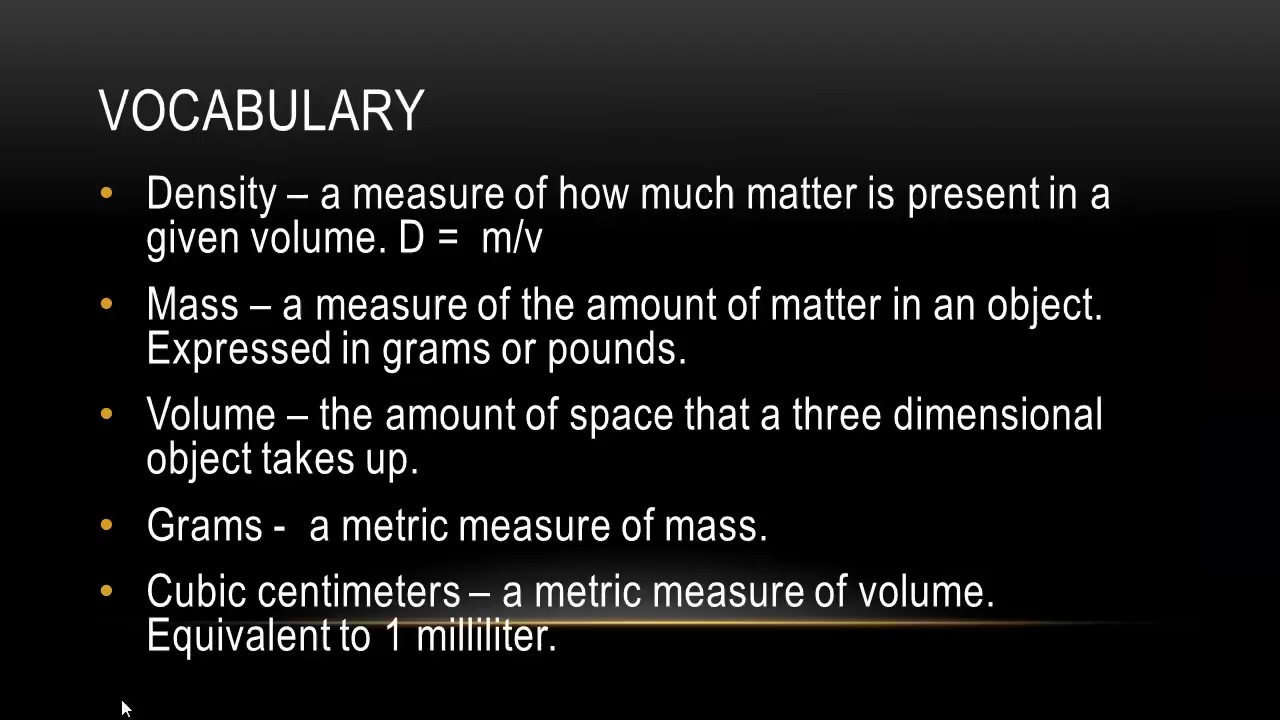 VOCABULARY
• Density – a measure of how much matter is present in a
given volume. D =  m/v
• Mass – a measure of the amount of matter in an object.
Expressed in grams or pounds.
• Volume – the amount of space that a three dimensional
object takes up.
• Grams -  a metric measure of mass.
• Cubic centimeters – a metric measure of volume.
Equivalent to 1 milliliter.